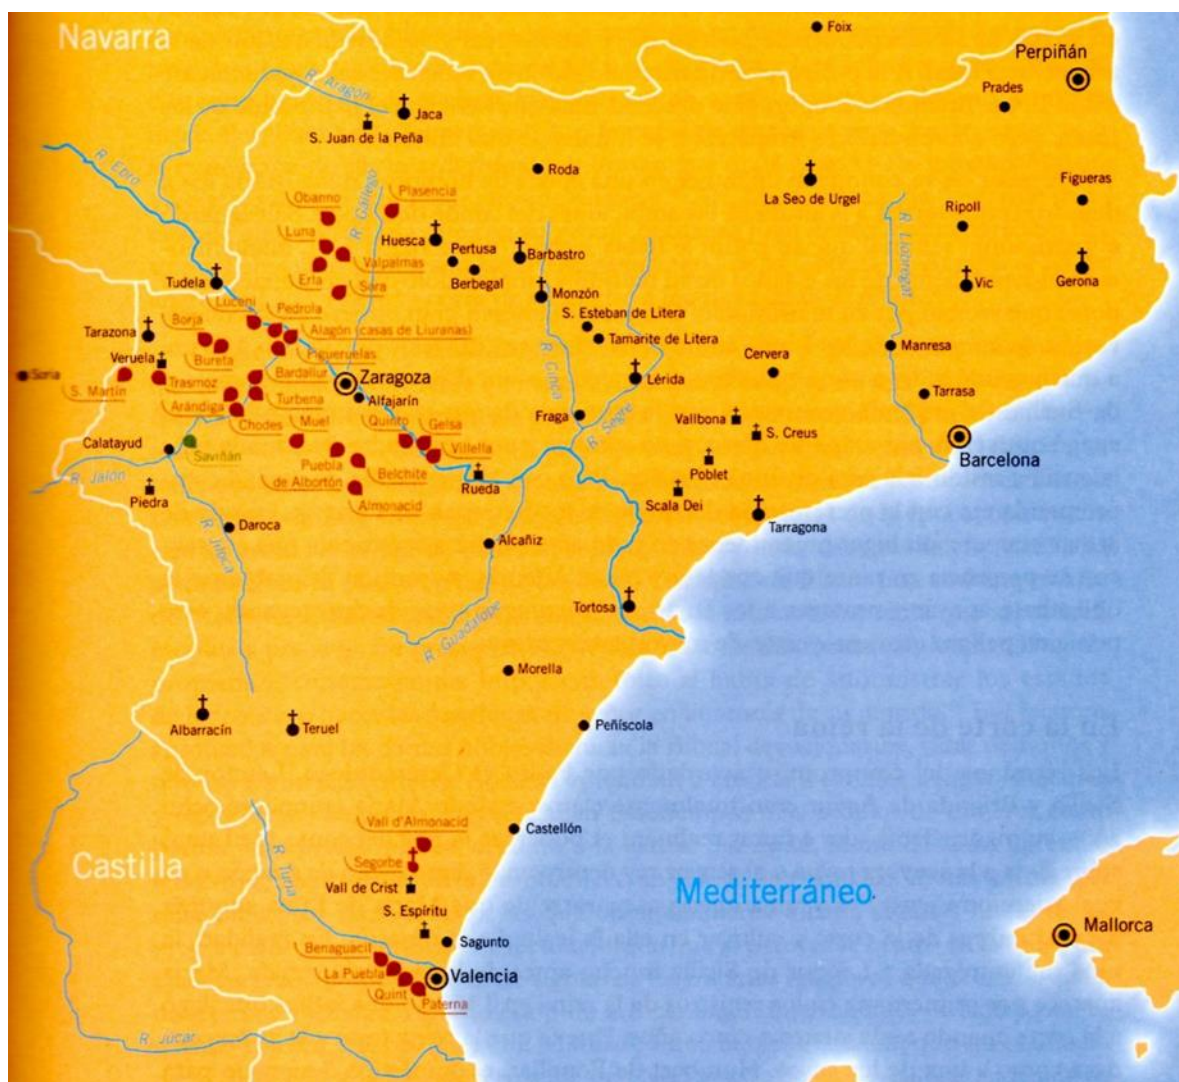 Navarra
Foix
Perpiñán
R. Aragón
Prades
Jaca
S. Juan de la Peña
R. Ebro
Roda
R. Gállego
Plasencia
Obanno
La Seo de Urgel
Figueras
Ripoll
R. Llobregat
Luna
Huesca
Pertusa
Barbastro
Valpalmas
Berbegal
Erla
Sora
Tudela
Vic
Gerona
Monzón
Luceni
Pedrola
S. Esteban de Litera
Borja
Alagón (casas de Liuranas)
Tamarite de Litera
Tarazona
Manresa
Bureta
Figueruelas
R. Cinca
Cervera
Veruela
Bardallur
Soria
Zaragoza
Lérida
S. Martín
Trasmoz
Turbena
Alfajarín
Tarrasa
Arándiga
Fraga
Vallbona
Chodes
Muel
Quinto
Gelsa
R. Segre
S. Creus
Calatayud
Saviñán
Villella
Barcelona
Puebla
de Albortón
Belchite
Poblet
R. Jalón
Rueda
Piedra
Almonacid
Scala Dei
Daroca
Tarragona
R. Jiloca
Alcañiz
Tortosa
R. Guadalope
Morella
Albarracín
Teruel
Peñíscola
Vall d'Almonacid
Castellón
Castilla
Segorbe
R. Turia
Vall de Crist
Mediterráneo
S. Espíritu
Mallorca
Benaguacil
Sagunto
La Puebla
Valencia
Quint
Paterna
R. Júcar